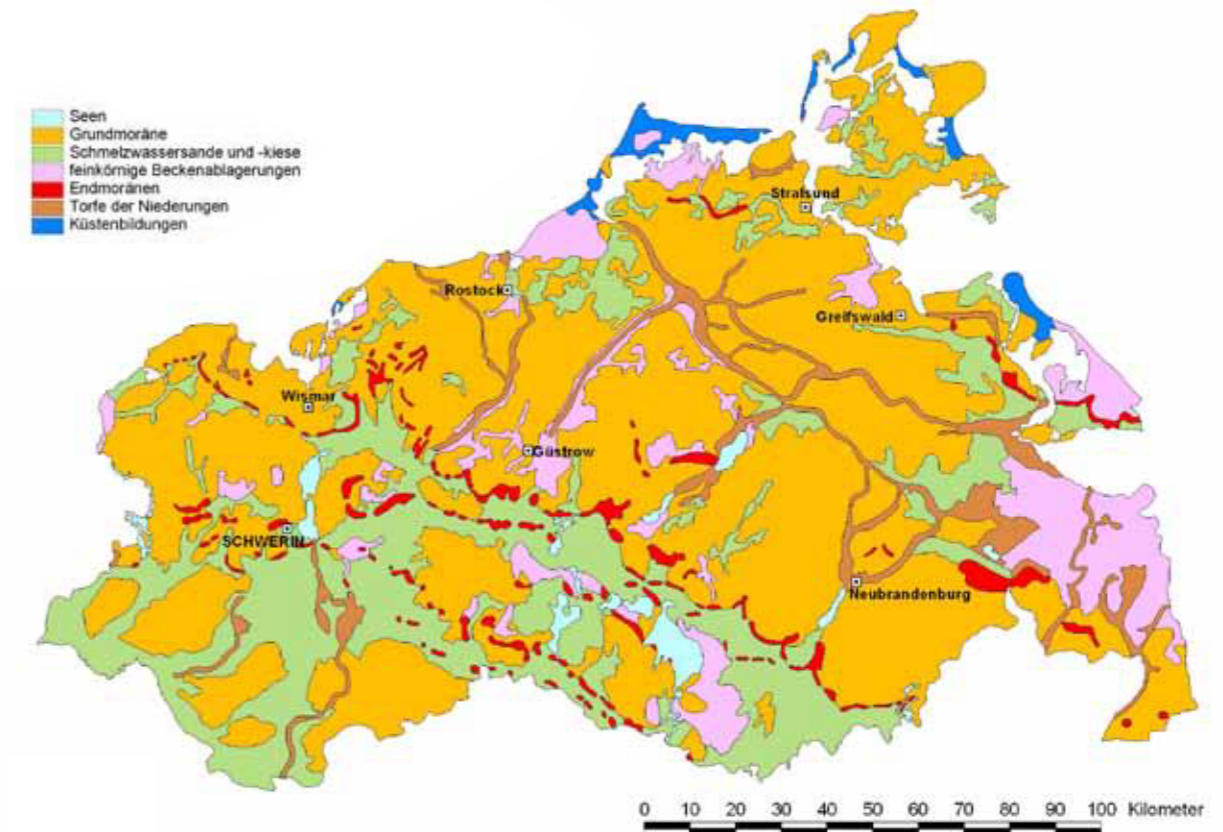 Seen
Grundmoräne
Schmelzwassersande und -kiese
feinkörnige Beckenablagerungen
Endmoränen
Torfe der Niederungen
Küstenbildungen
Stralsund
Rostock
Greifswald
Wismar
Güstrow
SCHWERIN
Neubrandenburg
0 10 20 30 40 50 60 70 80 90 100 Kilometer